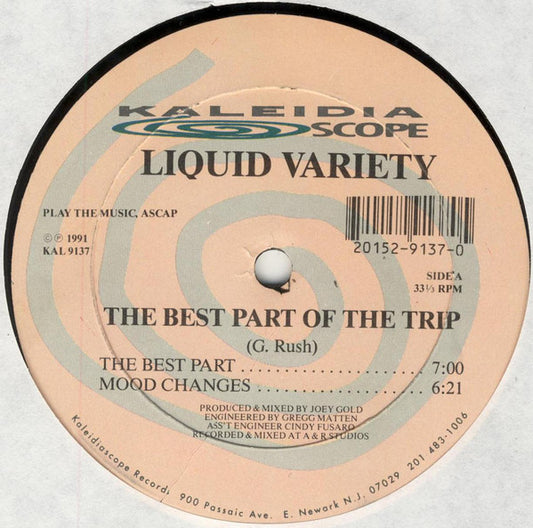 KALEIDIA
SCOPE
LIQUID VARIETY
PLAY THE MUSIC, ASCAP
© ℗ 1991
KAL 9137
20152-9137-0
SIDE A
33⅓ RPM
THE BEST PART OF THE TRIP
(G. Rush)
THE BEST PART ........................ 7:00
MOOD CHANGES ..................... 6:21
PRODUCED & MIXED BY JOEY GOLD
ENGINEERED BY GREGG MATTEN
ASS'T ENGINEER CINDY FUSARO
RECORDED & MIXED AT A & R STUDIOS
Kaleidiascope Records 900 Passaic Ave. E. Newark N.J. 07029 201 483-1006